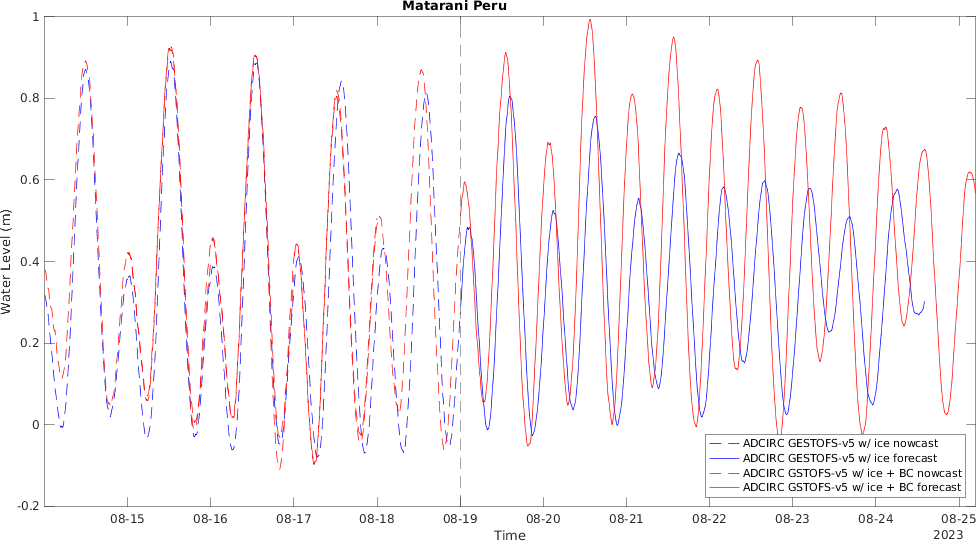 Matarani Peru
1
0.8
0.6
0.4
0.2
0
-0.2
Water Level (m)
08-15 08-16 08-17 08-18 08-19 08-20 08-21 08-22 08-23 08-24 08-25
Time
2023
ADCIRC GESTOFS-v5 w/ ice nowcast
ADCIRC GESTOFS-v5 w/ ice forecast
ADCIRC GSTOFS-v5 w/ ice + BC nowcast
ADCIRC GSTOFS-v5 w/ ice + BC forecast